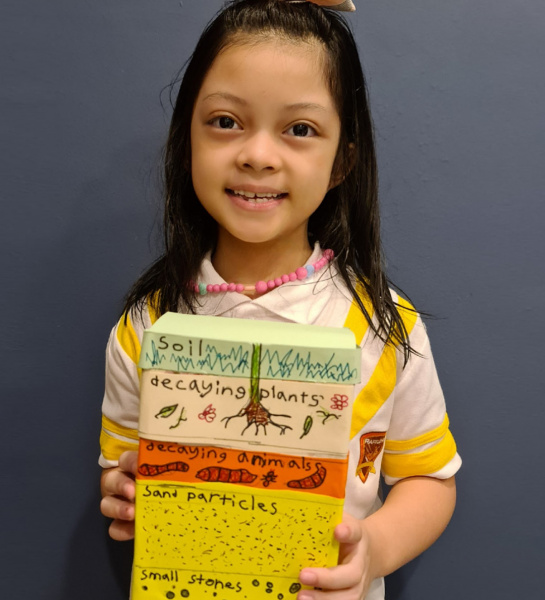 Soil
decaying plants
decaying animals
Sand particles
Small stones